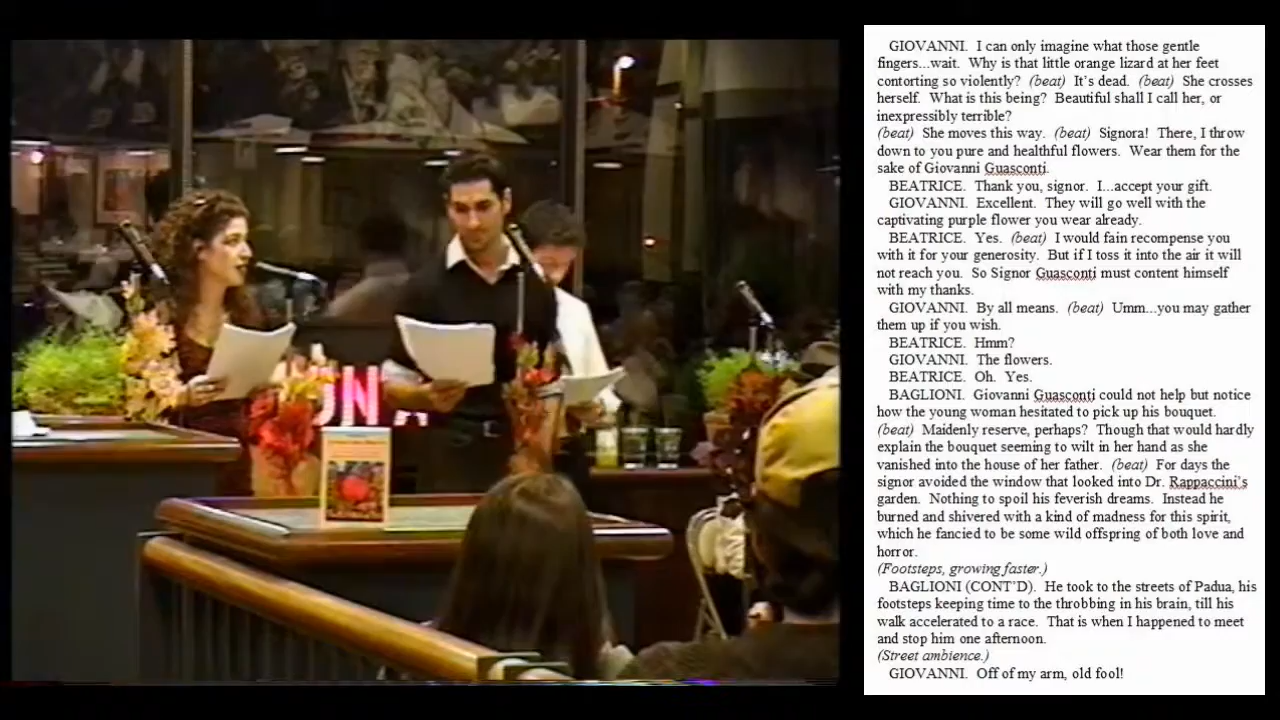 GIOVANNI. I can only imagine what those gentle
fingers...wait. Why is that little orange lizard at her feet
contorting so violently? (beat) It's dead. (beat) She crosses
herself. What is this being? Beautiful shall I call her, or
inexpressibly terrible?
(beat) She moves this way. (beat) Signora! There, I throw
down to you pure and healthful flowers. Wear them for the
sake of Giovanni Guasconti.
BEATRICE. Thank you, signor. I...accept your gift.
GIOVANNI. Excellent. They will go well with the
captivating purple flower you wear already.
BEATRICE. Yes. (beat) I would fain recompense you
with it for your generosity. But if I toss it into the air it will
not reach you. So Signor Guasconti must content himself
with my thanks.
GIOVANNI. By all means. (beat) Umm...you may gather
them up if you wish.
BEATRICE. Hmm?
GIOVANNI. The flowers.
BEATRICE. Oh. Yes.
BAGLIONI. Giovanni Guasconti could not help but notice
how the young woman hesitated to pick up his bouquet.
(beat) Maidenly reserve, perhaps? Though that would hardly
explain the bouquet seeming to wilt in her hand as she
vanished into the house of her father. (beat) For days the
signor avoided the window that looked into Dr. Rappaccini's
garden. Nothing to spoil his feverish dreams. Instead he
burned and shivered with a kind of madness for this spirit,
which he fancied to be some wild offspring of both love and
horror.
(Footsteps, growing faster.)
BAGLIONI (CONT'D). He took to the streets of Padua, his
footsteps keeping time to the throbbing in his brain, till his
walk accelerated to a race. That is when I happened to meet
and stop him one afternoon.
(Street ambience.)
GIOVANNI. Off of my arm, old fool!